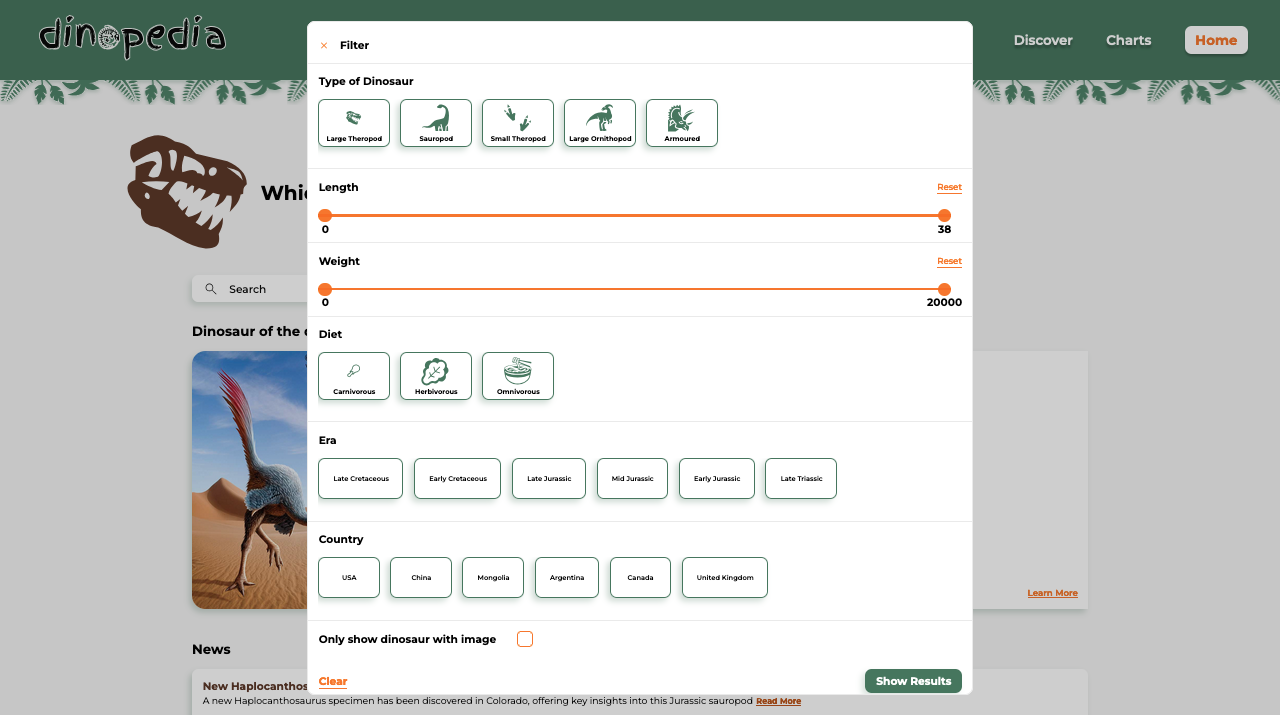 dinopedia
Discover
Charts
Home
Filter
Type of Dinosaur
Large Theropod
Sauropod
Small Theropod
Large Ornithopod
Armoured
Length
Reset
0
38
Weight
Reset
0
20000
Diet
Carnivorous
Herbivorous
Omnivorous
Era
Late Cretaceous
Early Cretaceous
Late Jurassic
Mid Jurassic
Early Jurassic
Late Triassic
Country
USA
China
Mongolia
Argentina
Canada
United Kingdom
Only show dinosaur with image
Clear
Show Results
Search
Dinosaur of the
Learn More
News
New
A new Haplocanthosaurus specimen has been discovered in Colorado, offering key insights into this Jurassic sauropod Read More